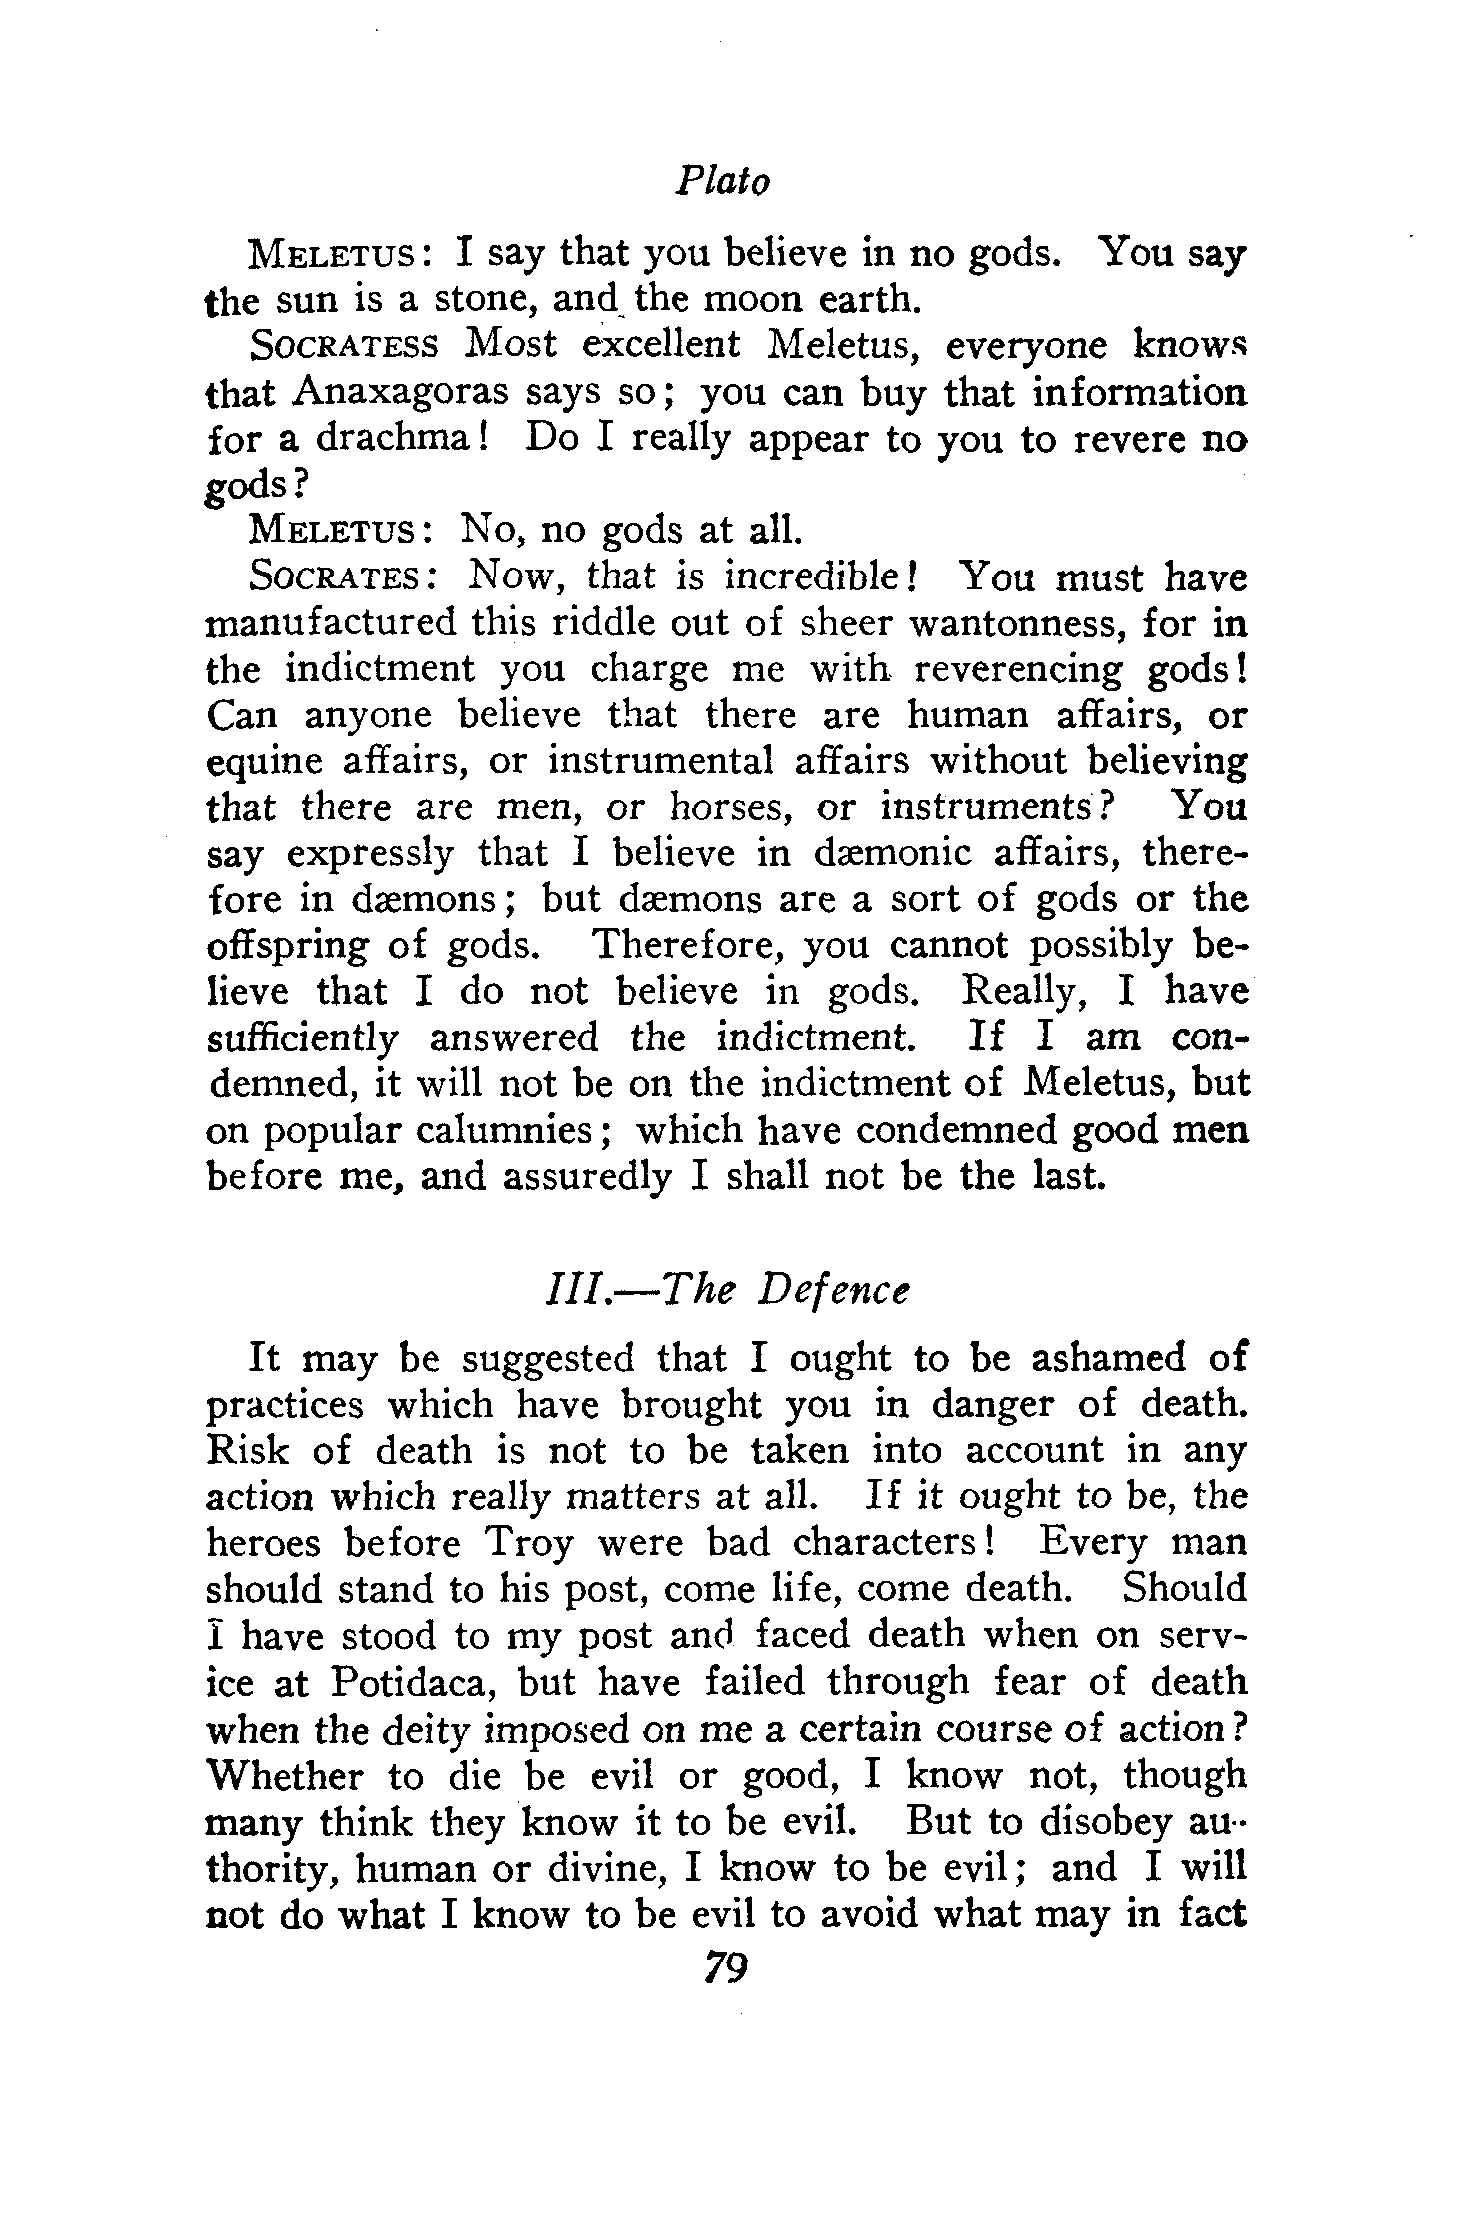 Plato
MELETUS: I say that you believe in no gods. You say
the sun is a stone, and the moon earth.
SOCRATESS Most excellent Meletus, everyone knows
that Anaxagoras says so; you can buy that information
for a drachma! Do I really appear to you to revere no
gods?
MELETUS: No, no gods at all.
SOCRATES: Now, that is incredible! You must have
manufactured this riddle out of sheer wantonness, for in
the indictment you charge me with reverencing gods!
Can anyone believe that there are human affairs, or
equine affairs, or instrumental affairs without believing
that there are men, or horses, or instruments? You
say expressly that I believe in dæmonic affairs, there-
fore in dæmons; but dæmons are a sort of gods or the
offspring of gods. Therefore, you cannot possibly be-
lieve that I do not believe in gods. Really, I have
sufficiently answered the indictment. If I am con-
demned, it will not be on the indictment of Meletus, but
on popular calumnies; which have condemned good men
before me, and assuredly I shall not be the last.
III.—The Defence
It may be suggested that I ought to be ashamed of
practices which have brought you in danger of death.
Risk of death is not to be taken into account in any
action which really matters at all. If it ought to be, the
heroes before Troy were bad characters! Every man
should stand to his post, come life, come death. Should
I have stood to my post and faced death when on serv-
ice at Potidaca, but have failed through fear of death
when the deity imposed on me a certain course of action?
Whether to die be evil or good, I know not, though
many think they know it to be evil. But to disobey au-
thority, human or divine, I know to be evil; and I will
not do what I know to be evil to avoid what may in fact
79